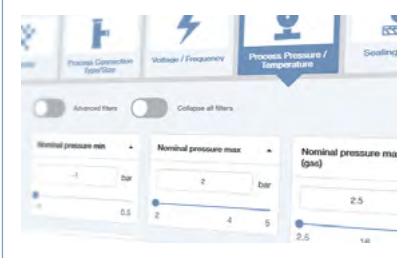 Process Connection
Type/Size
Voltage / Frequency
Process Pressure /
Temperature
Sealing
Advanced filters
Collapse all filters
Nominal pressure min
Nominal pressure max
Nominal pressure ma
(gas)
-1
bar
2
bar
2.5
-1
0.5
2
4
5
2.5
16